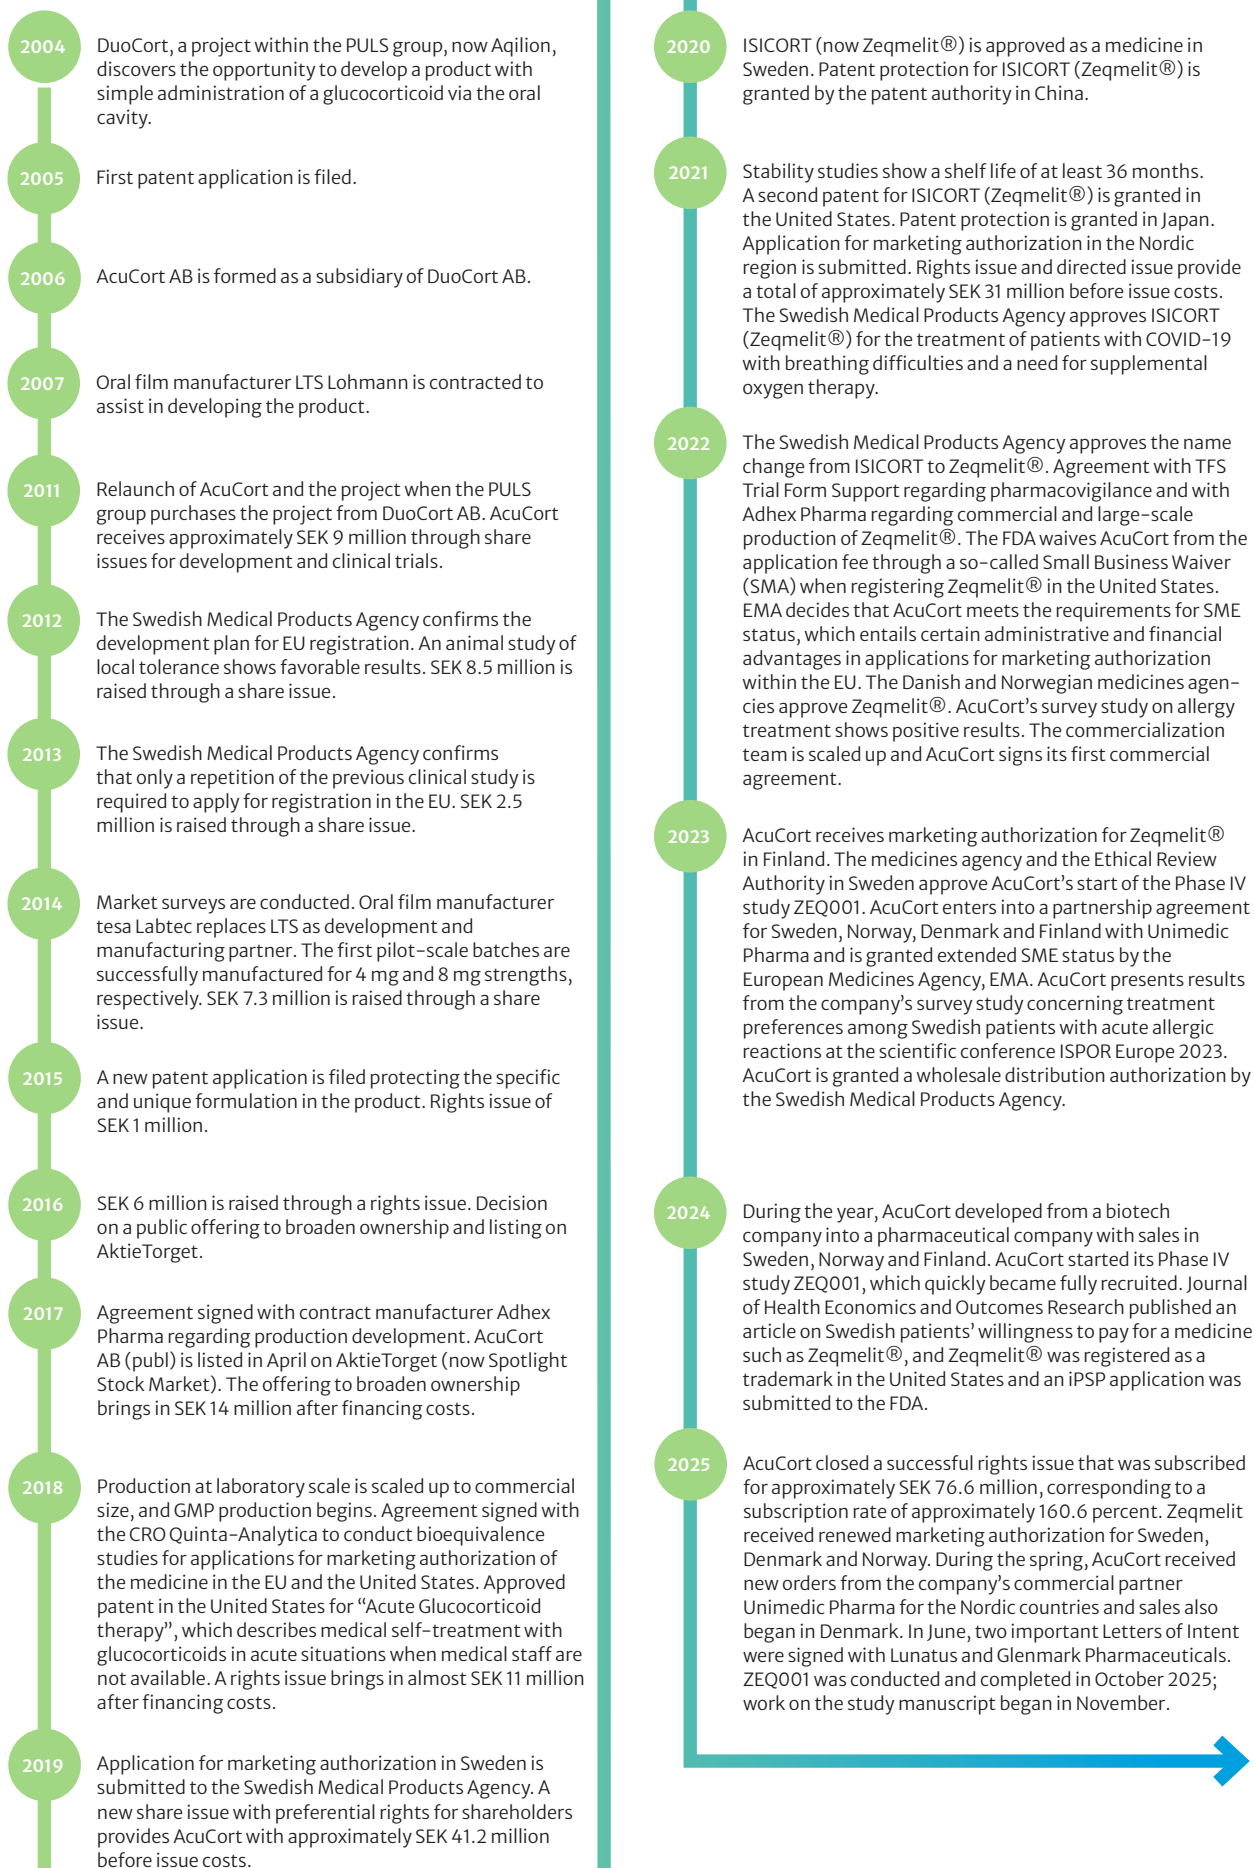 2004
DuoCort, a project within the PULS group, now Aqilion,
discovers the opportunity to develop a product with
simple administration of a glucocorticoid via the oral
cavity.
2005
First patent application is filed.
2006
AcuCort AB is formed as a subsidiary of DuoCort AB.
2007
Oral film manufacturer LTS Lohmann is contracted to
assist in developing the product.
2011
Relaunch of AcuCort and the project when the PULS
group purchases the project from DuoCort AB. AcuCort
receives approximately SEK 9 million through share
issues for development and clinical trials.
2012
The Swedish Medical Products Agency confirms the
development plan for EU registration. An animal study of
local tolerance shows favorable results. SEK 8.5 million is
raised through a share issue.
2013
The Swedish Medical Products Agency confirms
that only a repetition of the previous clinical study is
required to apply for registration in the EU. SEK 2.5
million is raised through a share issue.
2014
Market surveys are conducted. Oral film manufacturer
tesa Labtec replaces LTS as development and
manufacturing partner. The first pilot-scale batches are
successfully manufactured for 4 mg and 8 mg strengths,
respectively. SEK 7.3 million is raised through a share
issue.
2015
A new patent application is filed protecting the specific
and unique formulation in the product. Rights issue of
SEK 1 million.
2016
SEK 6 million is raised through a rights issue. Decision
on a public offering to broaden ownership and listing on
AktieTorget.
2017
Agreement signed with contract manufacturer Adhex
Pharma regarding production development. AcuCort
AB (publ) is listed in April on AktieTorget (now Spotlight
Stock Market). The offering to broaden ownership
brings in SEK 14 million after financing costs.
2018
Production at laboratory scale is scaled up to commercial
size, and GMP production begins. Agreement signed with
the CRO Quinta-Analytica to conduct bioequivalence
studies for applications for marketing authorization of
the medicine in the EU and the United States. Approved
patent in the United States for “Acute Glucocorticoid
therapy”, which describes medical self-treatment with
glucocorticoids in acute situations when medical staff are
not available. A rights issue brings in almost SEK 11 million
after financing costs.
2019
Application for marketing authorization in Sweden is
submitted to the Swedish Medical Products Agency. A
new share issue with preferential rights for shareholders
provides AcuCort with approximately SEK 41.2 million
before issue costs.
2020
ISICORT (now Zeqmelit®) is approved as a medicine in
Sweden. Patent protection for ISICORT (Zeqmelit®) is
granted by the patent authority in China.
2021
Stability studies show a shelf life of at least 36 months.
A second patent for ISICORT (Zeqmelit®) is granted in
the United States. Patent protection is granted in Japan.
Application for marketing authorization in the Nordic
region is submitted. Rights issue and directed issue provide
a total of approximately SEK 31 million before issue costs.
The Swedish Medical Products Agency approves ISICORT
(Zeqmelit®) for the treatment of patients with COVID-19
with breathing difficulties and a need for supplemental
oxygen therapy.
2022
The Swedish Medical Products Agency approves the name
change from ISICORT to Zeqmelit®. Agreement with TFS
Trial Form Support regarding pharmacovigilance and with
Adhex Pharma regarding commercial and large-scale
production of Zeqmelit®. The FDA waives AcuCort from the
application fee through a so-called Small Business Waiver
(SMA) when registering Zeqmelit® in the United States.
EMA decides that AcuCort meets the requirements for SME
status, which entails certain administrative and financial
advantages in applications for marketing authorization
within the EU. The Danish and Norwegian medicines agen-
cies approve Zeqmelit®. AcuCort’s survey study on allergy
treatment shows positive results. The commercialization
team is scaled up and AcuCort signs its first commercial
agreement.
2023
AcuCort receives marketing authorization for Zeqmelit®
in Finland. The medicines agency and the Ethical Review
Authority in Sweden approve AcuCort’s start of the Phase IV
study ZEQ001. AcuCort enters into a partnership agreement
for Sweden, Norway, Denmark and Finland with Unimedic
Pharma and is granted extended SME status by the
European Medicines Agency, EMA. AcuCort presents results
from the company’s survey study concerning treatment
preferences among Swedish patients with acute allergic
reactions at the scientific conference ISPOR Europe 2023.
AcuCort is granted a wholesale distribution authorization by
the Swedish Medical Products Agency.
2024
During the year, AcuCort developed from a biotech
company into a pharmaceutical company with sales in
Sweden, Norway and Finland. AcuCort started its Phase IV
study ZEQ001, which quickly became fully recruited. Journal
of Health Economics and Outcomes Research published an
article on Swedish patients’ willingness to pay for a medicine
such as Zeqmelit®, and Zeqmelit® was registered as a
trademark in the United States and an iPSP application was
submitted to the FDA.
2025
AcuCort closed a successful rights issue that was subscribed
for approximately SEK 76.6 million, corresponding to a
subscription rate of approximately 160.6 percent. Zeqmelit
received renewed marketing authorization for Sweden,
Denmark and Norway. During the spring, AcuCort received
new orders from the company’s commercial partner
Unimedic Pharma for the Nordic countries and sales also
began in Denmark. In June, two important Letters of Intent
were signed with Lunatus and Glenmark Pharmaceuticals.
ZEQ001 was conducted and completed in October 2025;
work on the study manuscript began in November.